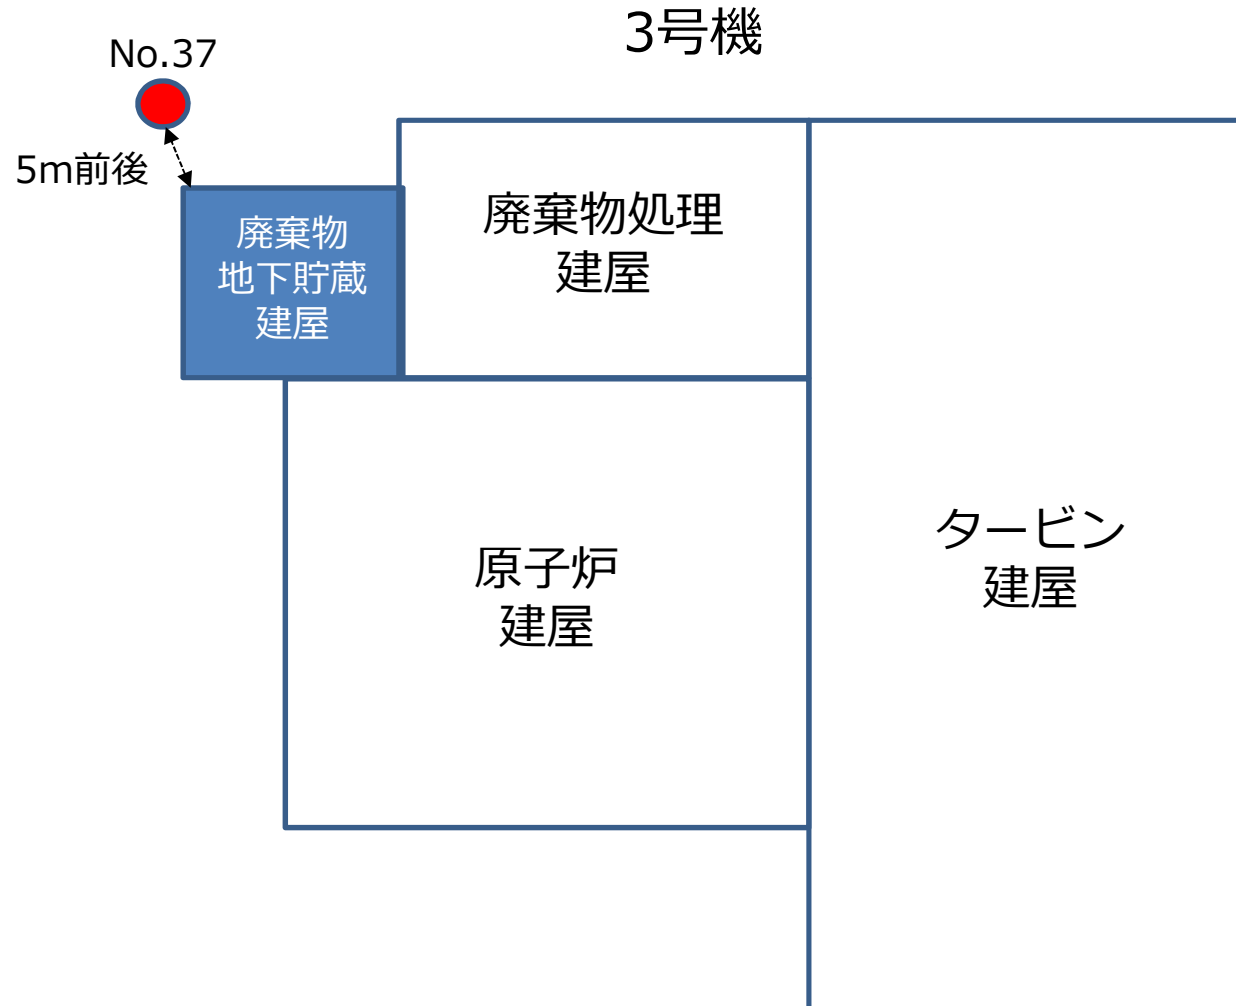 3号機
No.37
5m前後
廃棄物
地下貯蔵
建屋
廃棄物処理
建屋
原子炉
建屋
タービン
建屋